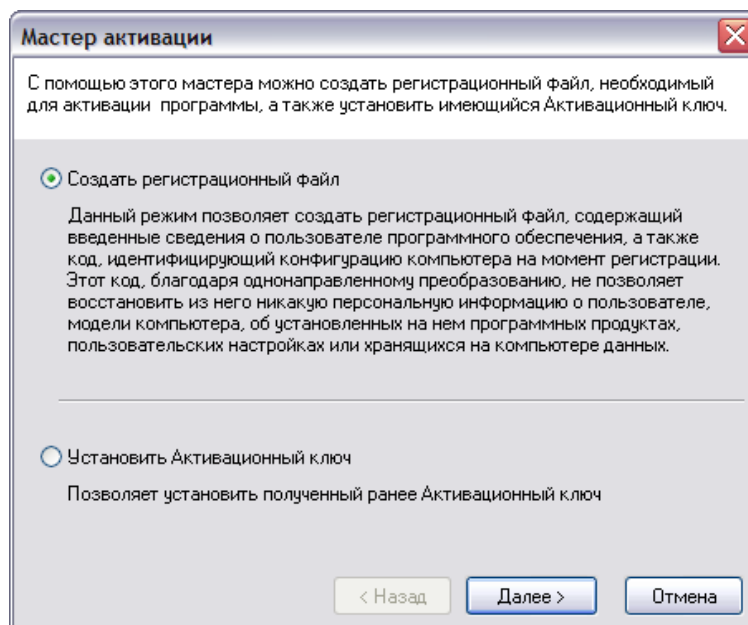 Мастер активации
С помощью этого мастера можно создать регистрационный файл, необходимый
для активации программы, а также установить имеющийся Активационный ключ.
Создать регистрационный файл
Данный режим позволяет создать регистрационный файл, содержащий
введенные сведения о пользователе программного обеспечения, а также
код, идентифицирующий конфигурацию компьютера на момент регистрации.
Этот код, благодаря однонаправленному преобразованию, не позволяет
восстановить из него никакую персональную информацию о пользователе,
модели компьютера, об установленных на нем программных продуктах,
пользовательских настройках или хранящихся на компьютере данных.
Установить Активационный ключ
Позволяет установить полученный ранее Активационный ключ
< Назад Далее > Отмена